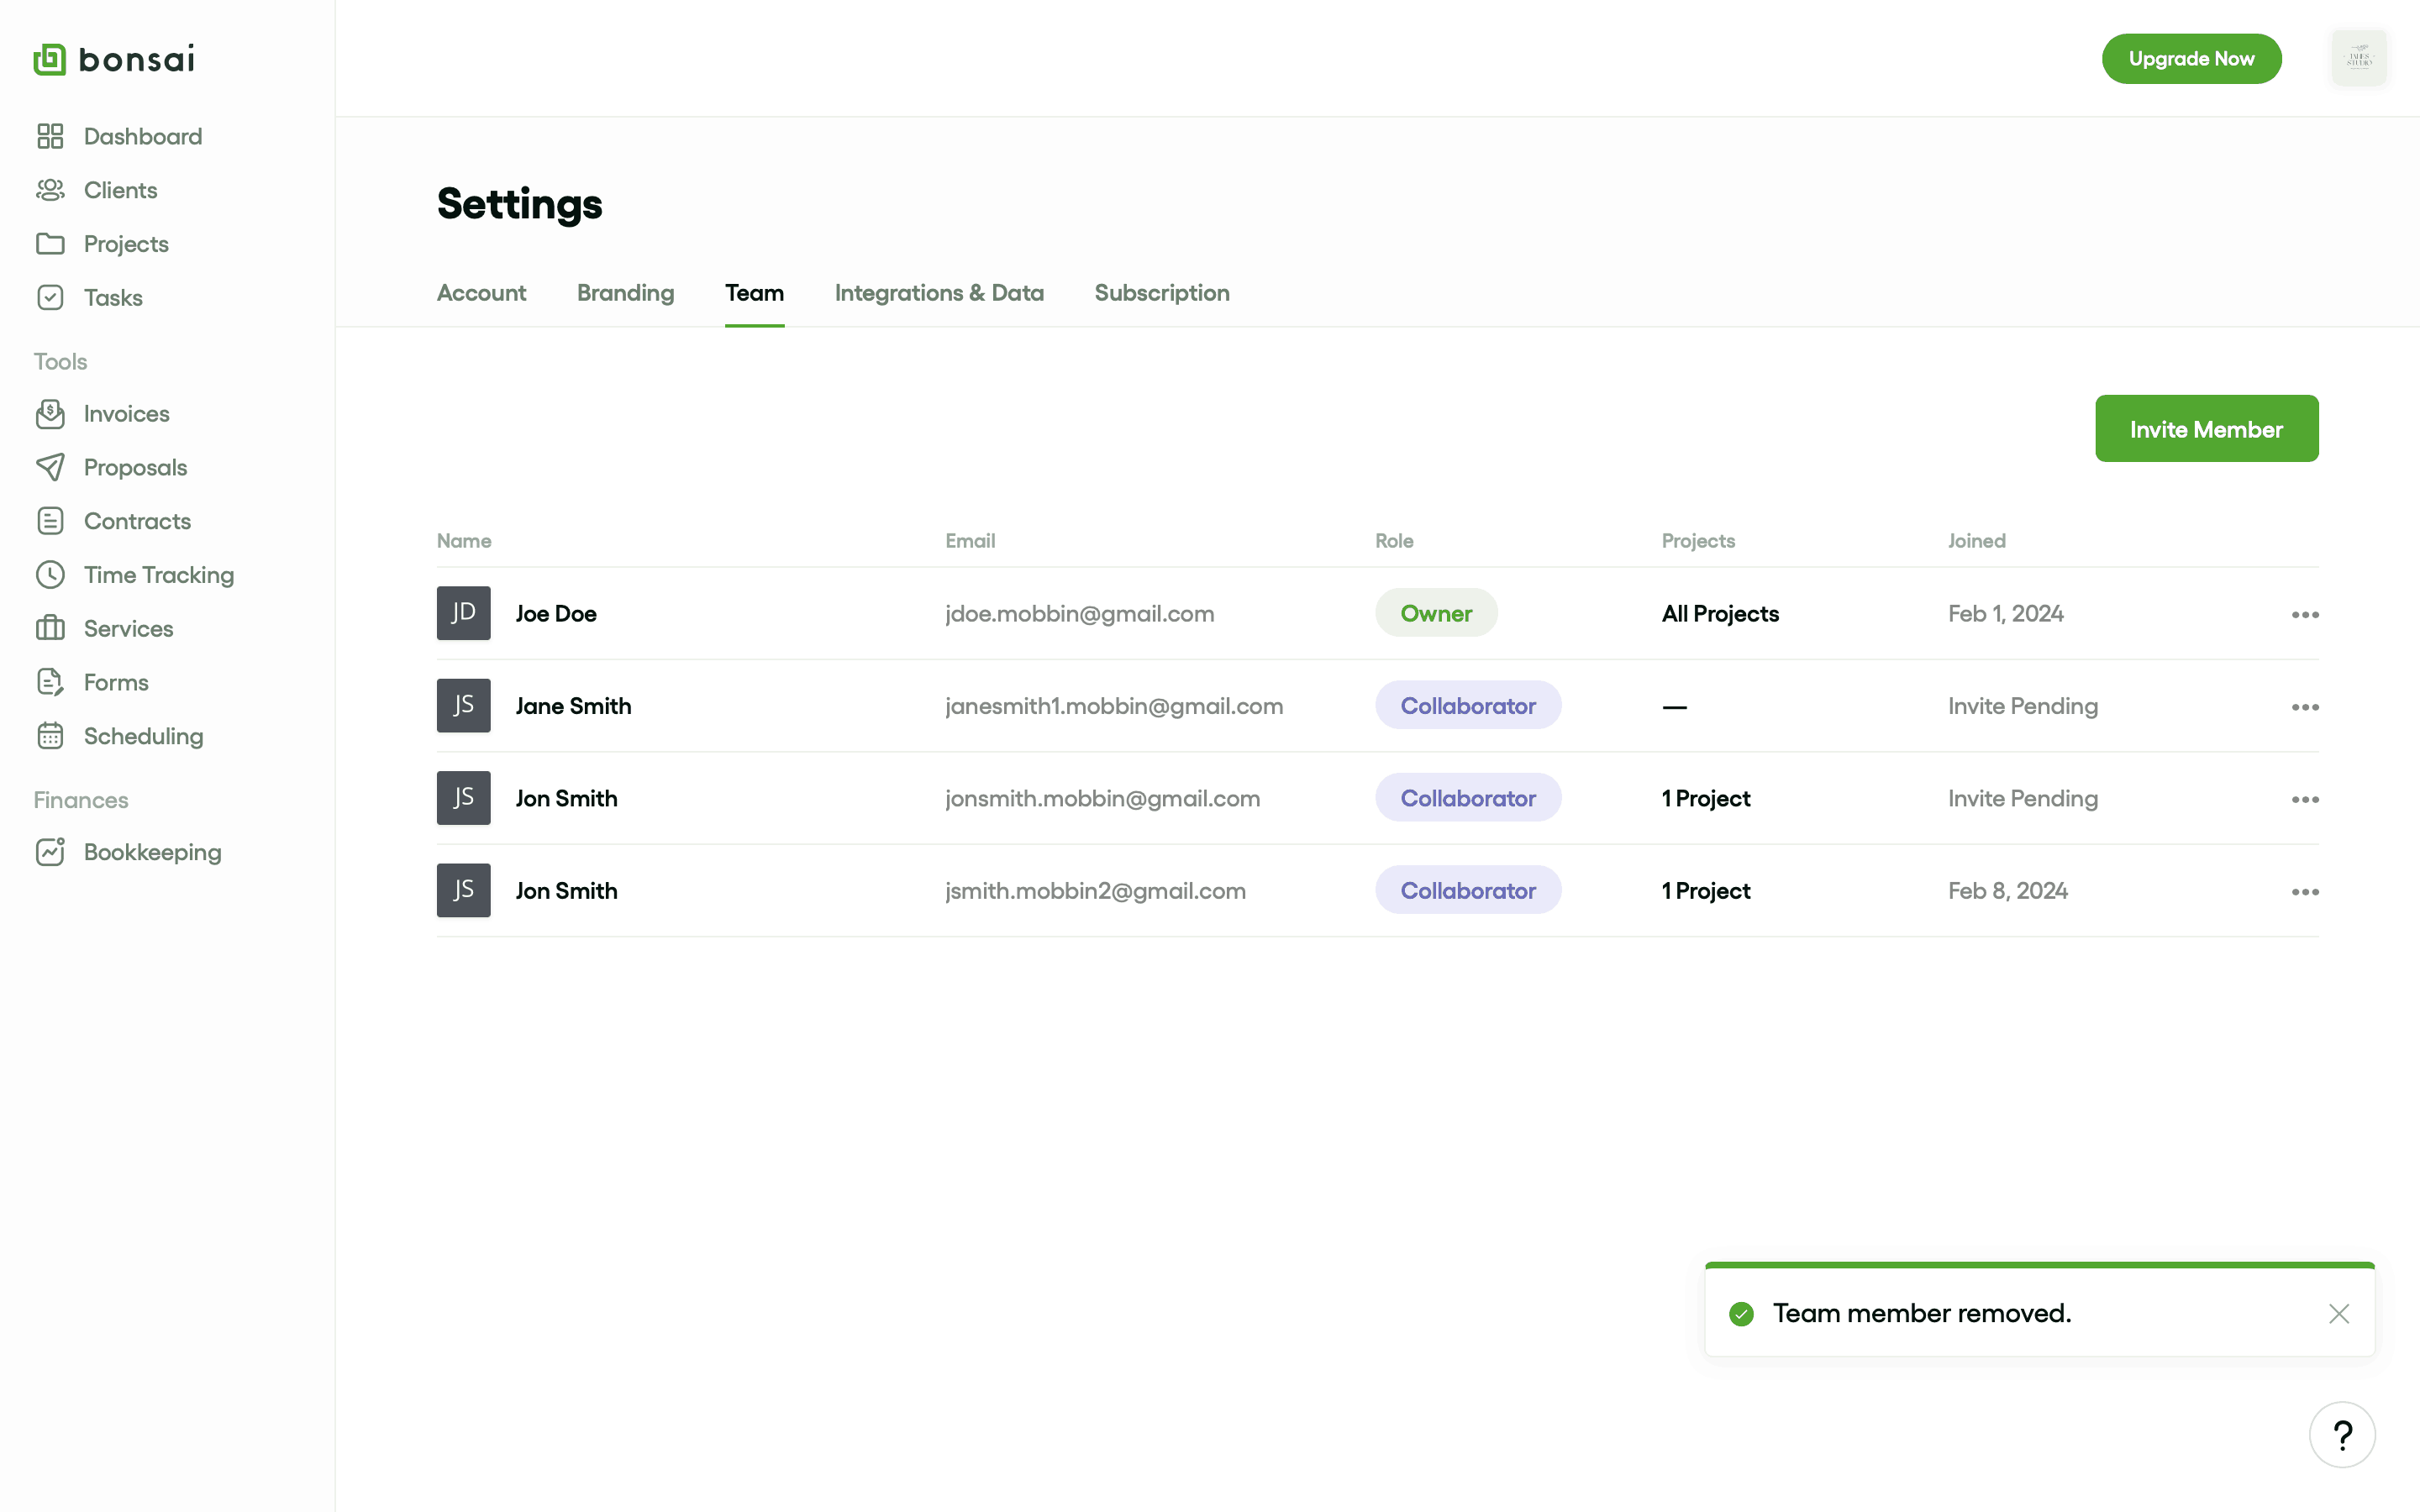 bonsai
Upgrade Now
Dashboard
Clients
Projects
Tasks
Tools
Invoices
Proposals
Contracts
Time Tracking
Services
Forms
Scheduling
Finances
Bookkeeping
Settings
Account Branding Team Integrations & Data Subscription
Invite Member
Name Email Role Projects Joined
JD Joe Doe jdoe.mobbin@gmail.com Owner All Projects Feb 1, 2024
JS Jane Smith janesmith1.mobbin@gmail.com Collaborator — Invite Pending
JS Jon Smith jonsmith.mobbin@gmail.com Collaborator 1 Project Invite Pending
JS Jon Smith jsmith.mobbin2@gmail.com Collaborator 1 Project Feb 8, 2024
Team member removed.
?